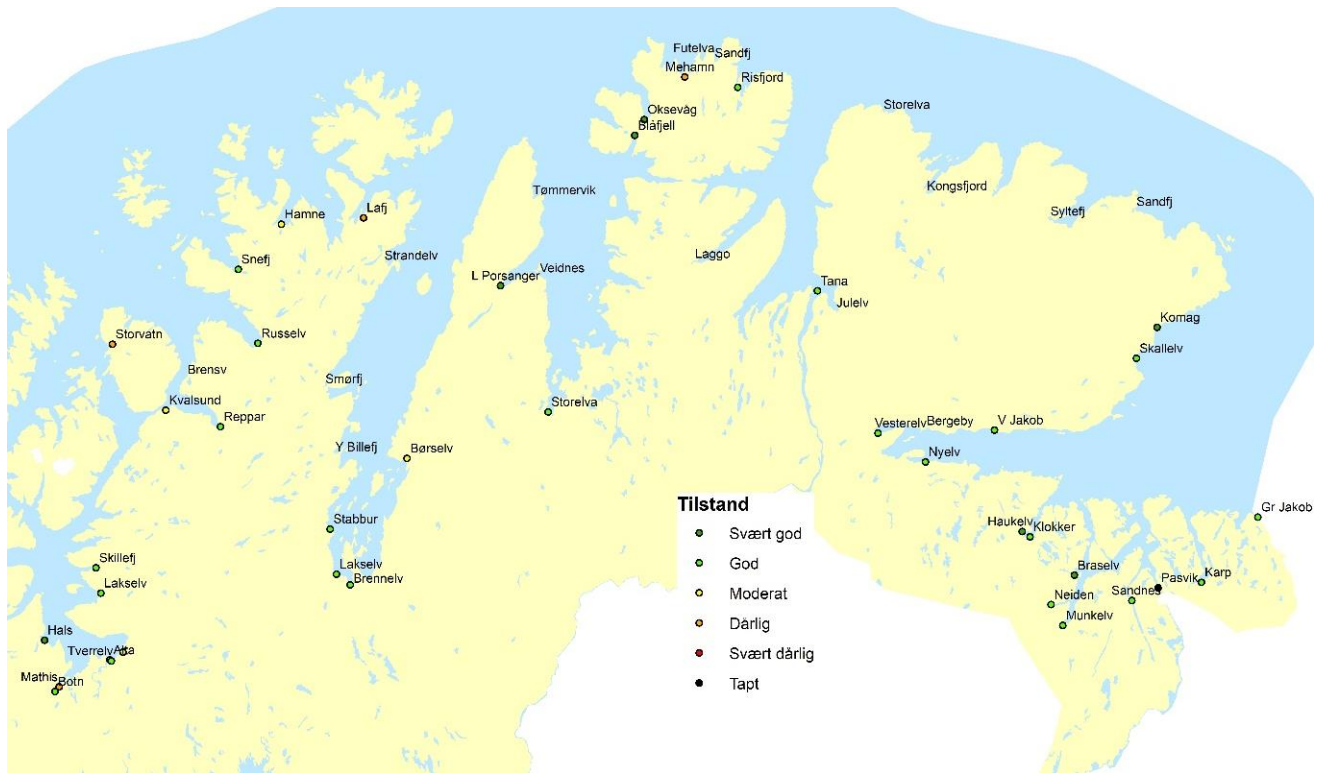 Futelva
Sandfj
Mehamn
Risfjord
Oksevåg
Blåfjell
Storelva
Tømmervik
Kongsfjord
Sandfj
Syltefj
Hamne
Lafj
Strandelv
Laggo
Snefj
Veidnes
L Porsanger
Tana
Julelv
Komag
Storvatn
Russelv
Skallelv
Brensv
Smørfj
Kvalsund
Reppar
Storelva
Vesterelv
Bergeby
V Jakob
Y Billefj
Børselv
Nyelv
Tilstand
Svært god
God
Moderat
Dårlig
Svært dårlig
Tapt
Stabbur
Gr Jakob
Haukelv
Klokker
Skillefj
Lakselv
Lakselv
Brennelv
Braselv
Pasvik
Karp
Neiden
Sandnes
Munkelv
Hals
Tverrelv
Alta
Mathis
Botn